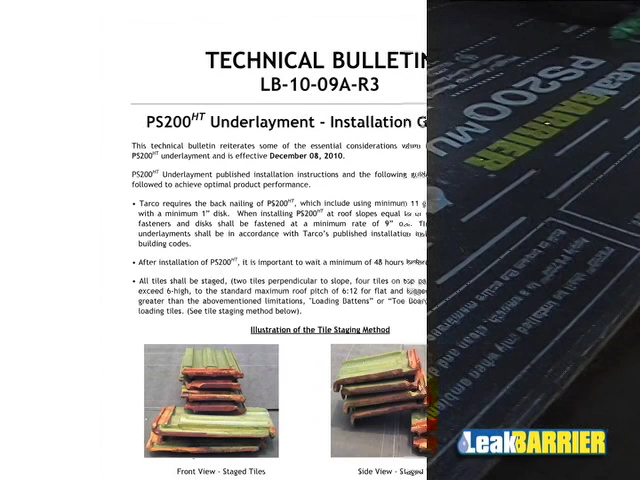 TECHNICAL BULLETIN
LB-10-09A-R3
PS200HT Underlayment - Installation G
This technical bulletin reiterates some of the essential considerations when
PS200HT underlayment and is effective December 08, 2010.
PS200HT Underlayment published installation instructions and the following
followed to achieve optimal product performance.
• Tarco requires the back nailing of PS200HT, which include using minimum 11
with a minimum 1" disk. When installing PS200HT at roof slopes equal
fasteners and disks shall be fastened at a minimum rate of 9"
underlayments shall be in accordance with Tarco's published installation
building codes.
• After installation of PS200HT, it is important to wait a minimum of 48 hours before
• All tiles shall be staged, (two tiles perpendicular to slope, four tiles on top
exceed 6-high, to the standard maximum roof pitch of 6:12 for flat and
greater than the abovementioned limitations, "Loading Battens" or "Toe Boar
loading tiles. (See tile staging method below).
Illustration of the Tile Staging Method
Front View - Staged Tiles
Side View - Staged
LeakBARRIER
PS200MU
LeakBARRIER